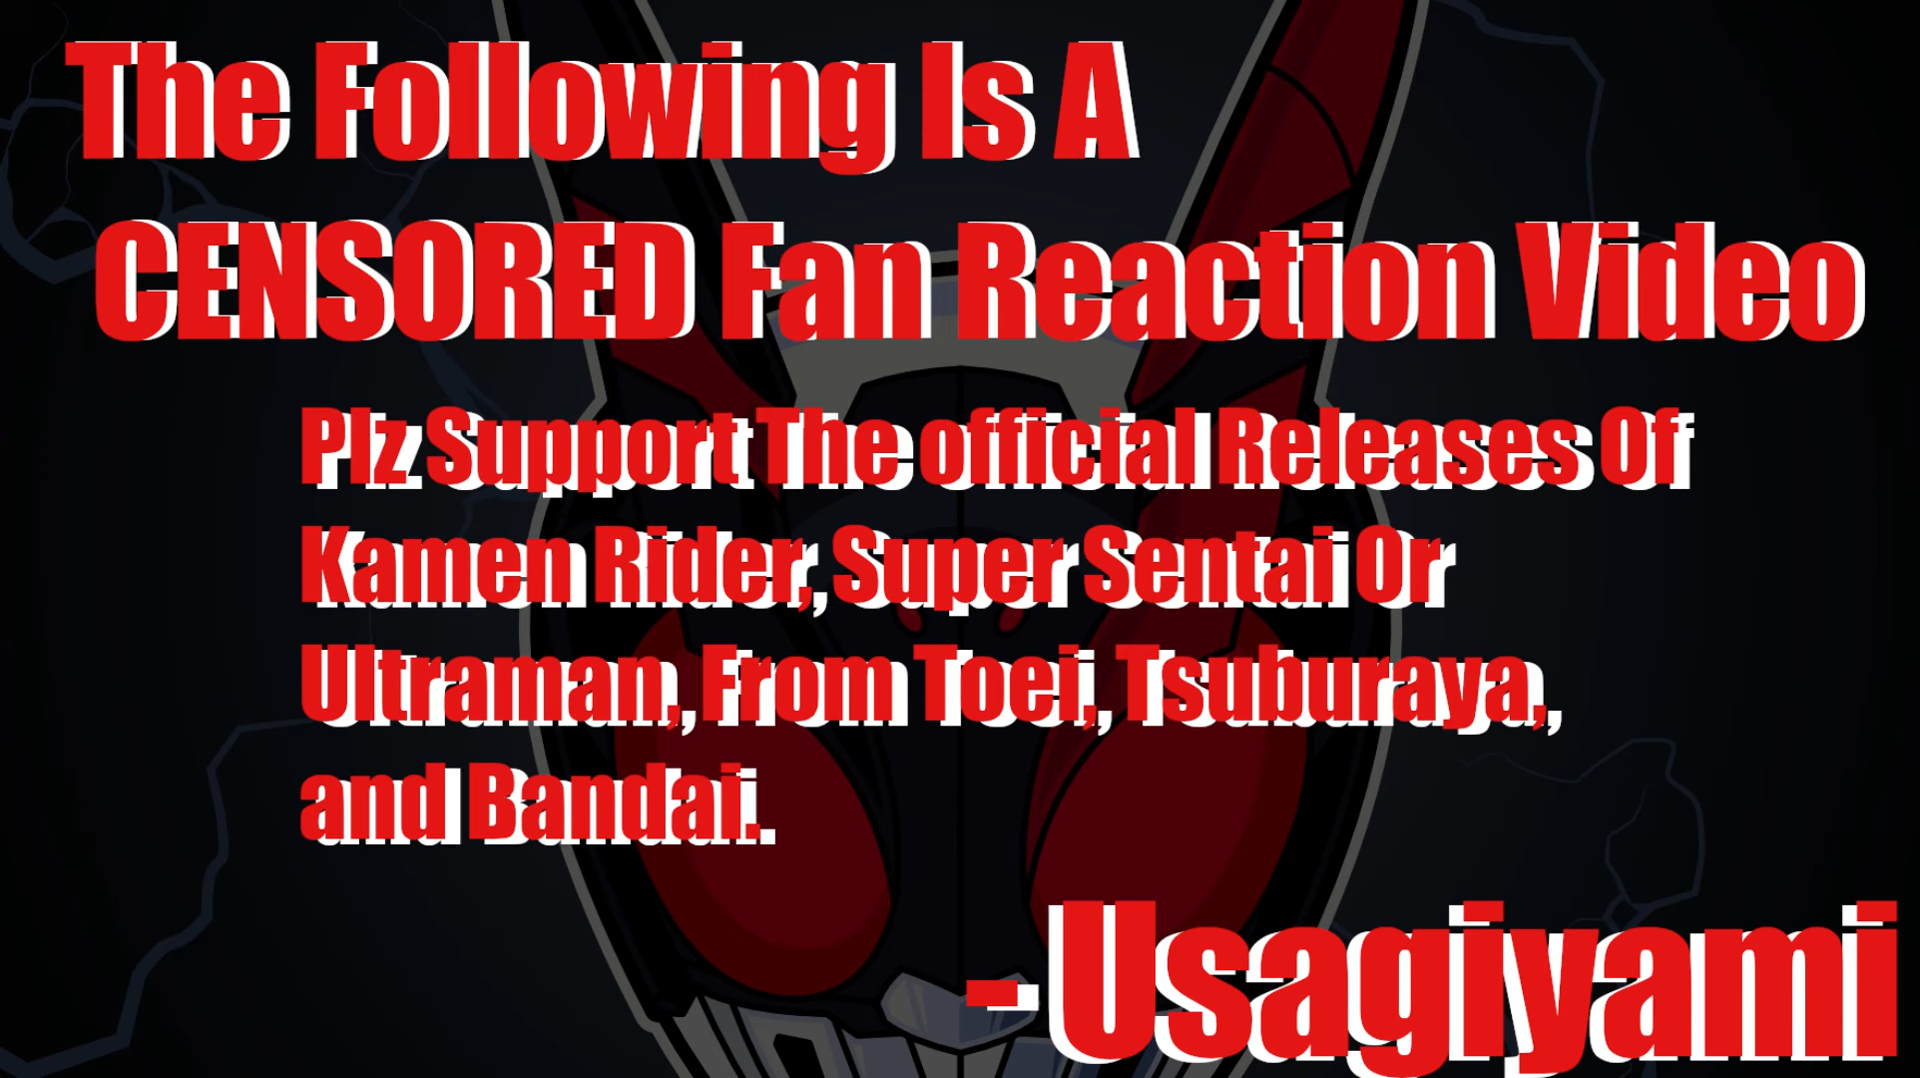 The Following Is A
CENSORED Fan Reaction Video
Plz Support The official Releases Of
Kamen Rider, Super Sentai Or
Ultraman, From Toei, Tsuburaya,
and Bandai.
-Usagiyami